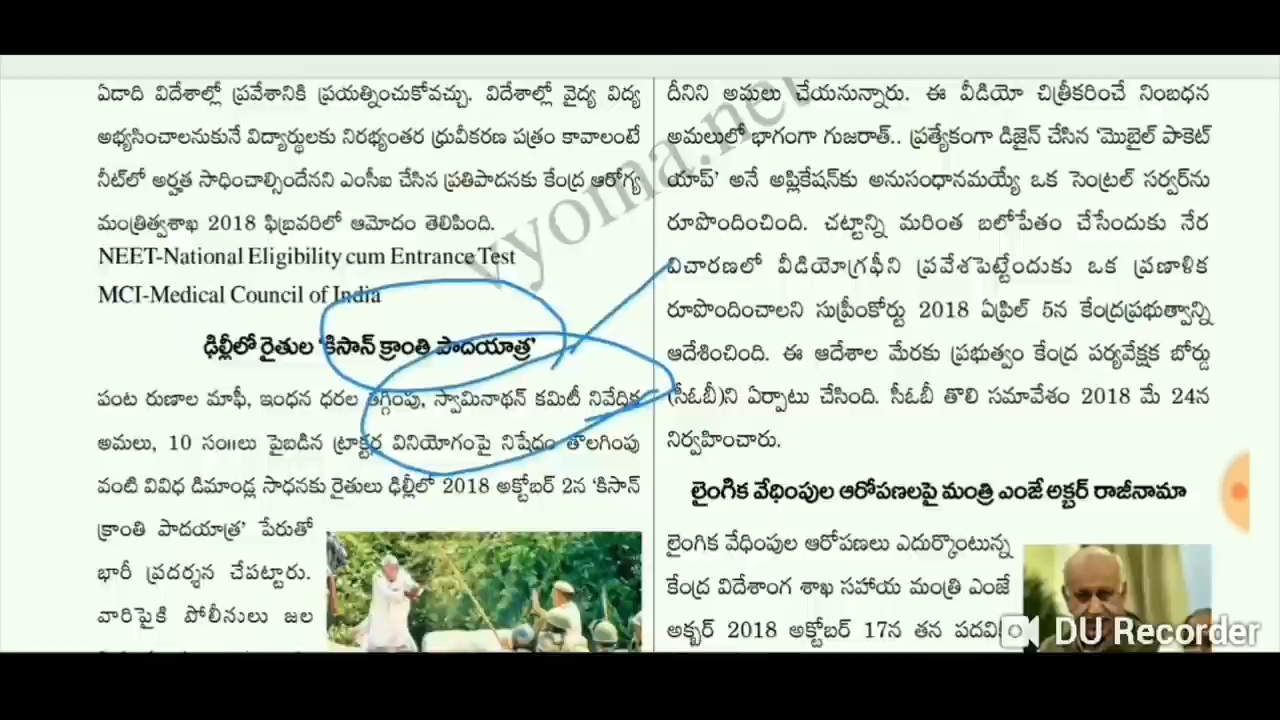 ఏడాది విదేశాల్లో ప్రవేశానికి ప్రయత్నించుకోవచ్చు. విదేశాల్లో వైద్య విద్య
అభ్యసించాలనుకునే విద్యార్థులకు నిరభ్యంతర ధ్రువీకరణ పత్రం కావాలంటే
నీట్‌లో అర్హత సాధించాల్సిందేనని ఎంసీఐ చేసిన ప్రతిపాదనకు కేంద్ర ఆరోగ్య
మంత్రిత్వశాఖ 2018 ఫిబ్రవరిలో ఆమోదం తెలిపింది.
NEET-National Eligibility cum Entrance Test
MCI-Medical Council of India
ఢిల్లీలో రైతుల 'కిసాన్ క్రాంతి పాదయాత్ర'
పంట రుణాల మాఫీ, ఇంధన ధరల తగ్గింపు, స్వామినాథన్ కమిటీ నివేదిక
అమలు, 10 సం॥లు పైబడిన ట్రాక్టర్ల వినియోగంపై నిషేధం తొలగింపు
వంటి వివిధ డిమాండ్ల సాధనకు రైతులు ఢిల్లీలో 2018 అక్టోబర్ 2న 'కిసాన్
క్రాంతి పాదయాత్ర' పేరుతో
భారీ ప్రదర్శన చేపట్టారు.
వారిపైకి పోలీసులు జల
దీనిని అమలు చేయనున్నారు. ఈ వీడియో చిత్రీకరించే నిబంధన
అమలులో భాగంగా గుజరాత్.. ప్రత్యేకంగా డిజైన్ చేసిన 'మొబైల్ పాకెట్
యాప్' అనే అప్లికేషన్‌కు అనుసంధానమయ్యే ఒక సెంట్రల్ సర్వర్‌ను
రూపొందించింది. చట్టాన్ని మరింత బలోపేతం చేసేందుకు నేర
విచారణలో వీడియోగ్రఫీని ప్రవేశపెట్టేందుకు ఒక ప్రణాళిక
రూపొందించాలని సుప్రీంకోర్టు 2018 ఏప్రిల్ 5న కేంద్రప్రభుత్వాన్ని
ఆదేశించింది. ఈ ఆదేశాల మేరకు ప్రభుత్వం కేంద్ర పర్యవేక్షక బోర్డు
(సీఓబీ)ని ఏర్పాటు చేసింది. సీఓబీ తొలి సమావేశం 2018 మే 24న
నిర్వహించారు.
లైంగిక వేధింపుల ఆరోపణలపై మంత్రి ఎంజే అక్బర్ రాజీనామా
లైంగిక వేధింపుల ఆరోపణలు ఎదుర్కొంటున్న
కేంద్ర విదేశాంగ శాఖ సహాయ మంత్రి ఎంజే
అక్బర్ 2018 అక్టోబర్ 17న తన పదవికి
vyoma.net
DU Recorder